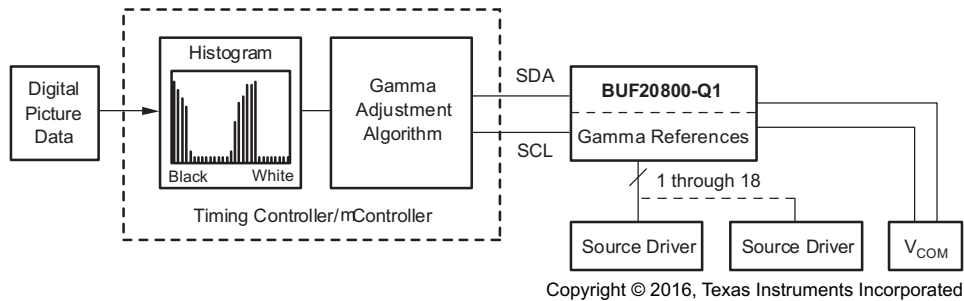 Digital
Picture
Data
Histogram
Black
White
Gamma
Adjustment
Algorithm
Timing Controller/mController
SDA
SCL
BUF20800-Q1
Gamma References
1 through 18
Source Driver
Source Driver
VCOM
Copyright © 2016, Texas Instruments Incorporated